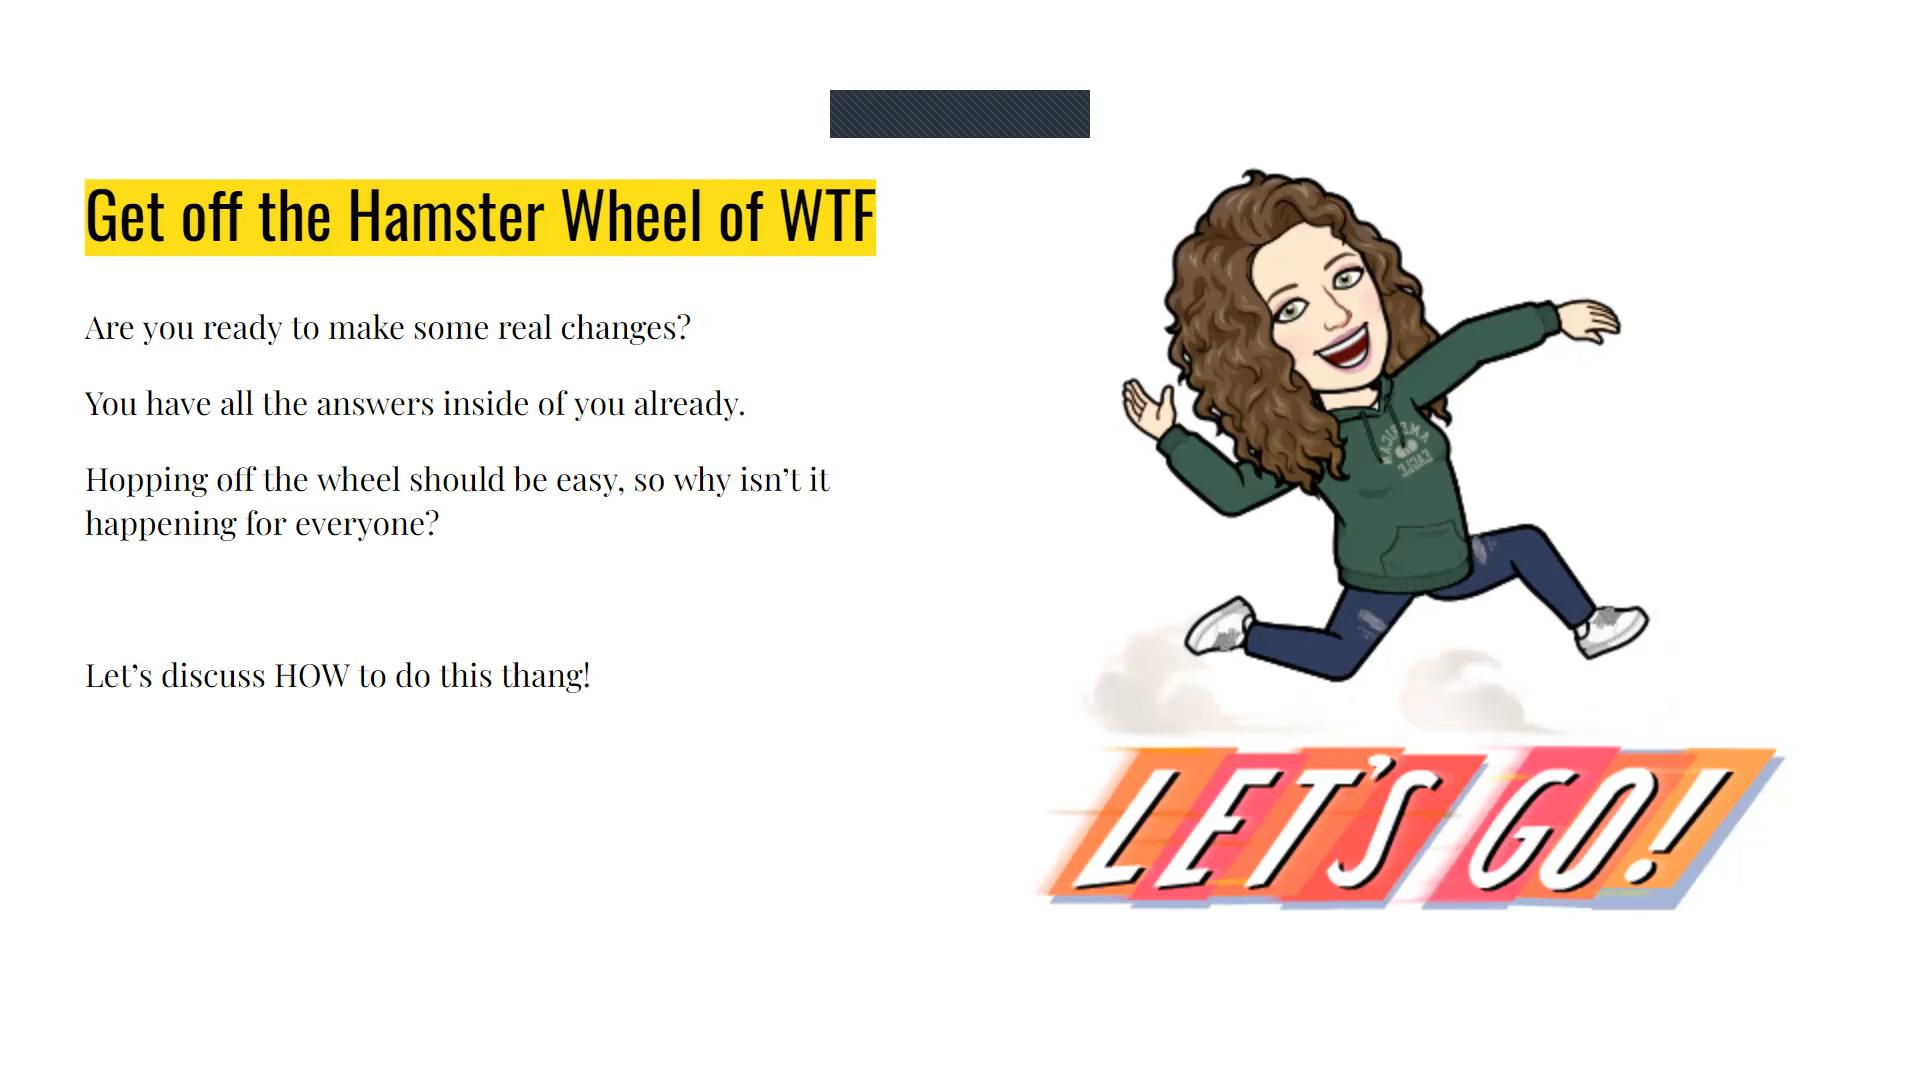 Get off the Hamster Wheel of WTF
Are you ready to make some real changes?
You have all the answers inside of you already.
Hopping off the wheel should be easy, so why isn’t it
happening for everyone?
Let’s discuss HOW to do this thang!
AMERICAN
EAGLE
LET’S GO!